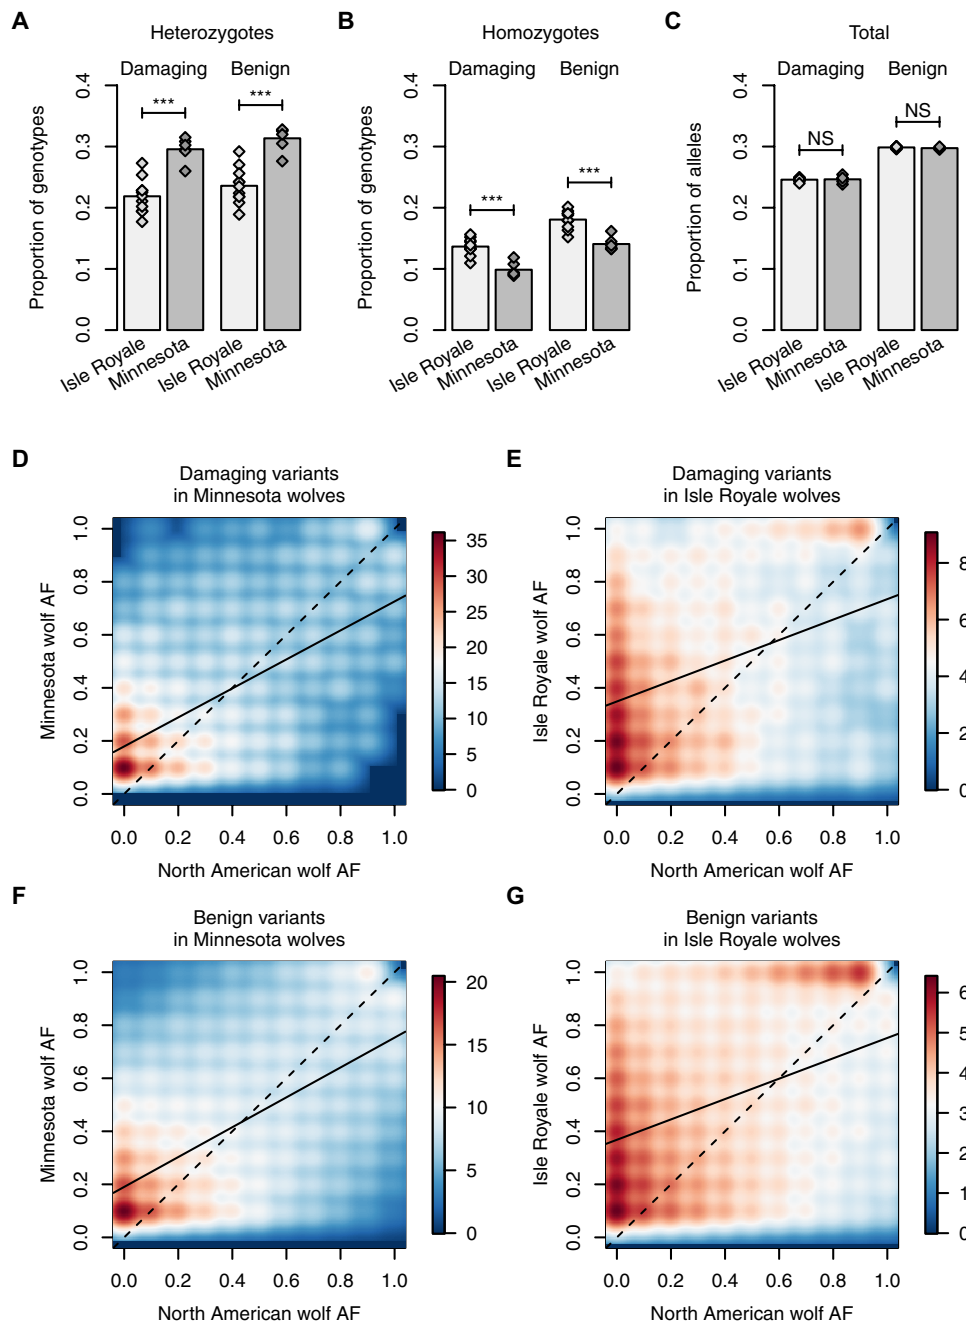 A
Heterozygotes
Damaging Benign
Proportion of genotypes
0.0 0.1 0.2 0.3 0.4
*** ***
Isle Royale
Minnesota
Isle Royale
Minnesota
B
Homozygotes
Damaging Benign
Proportion of genotypes
0.0 0.1 0.2 0.3 0.4
*** ***
Isle Royale
Minnesota
Isle Royale
Minnesota
C
Total
Damaging Benign
Proportion of alleles
0.0 0.1 0.2 0.3 0.4
NS NS
Isle Royale
Minnesota
Isle Royale
Minnesota
D
Damaging variants
in Minnesota wolves
Minnesota wolf AF
0.0 0.2 0.4 0.6 0.8 1.0
0.0 0.2 0.4 0.6 0.8 1.0
North American wolf AF
0 5 10 15 20 25 30 35
E
Damaging variants
in Isle Royale wolves
Isle Royale wolf AF
0.0 0.2 0.4 0.6 0.8 1.0
0.0 0.2 0.4 0.6 0.8 1.0
North American wolf AF
0 2 4 6 8
F
Benign variants
in Minnesota wolves
Minnesota wolf AF
0.0 0.2 0.4 0.6 0.8 1.0
0.0 0.2 0.4 0.6 0.8 1.0
North American wolf AF
0 5 10 15 20
G
Benign variants
in Isle Royale wolves
Isle Royale wolf AF
0.0 0.2 0.4 0.6 0.8 1.0
0.0 0.2 0.4 0.6 0.8 1.0
North American wolf AF
0 1 2 3 4 5 6